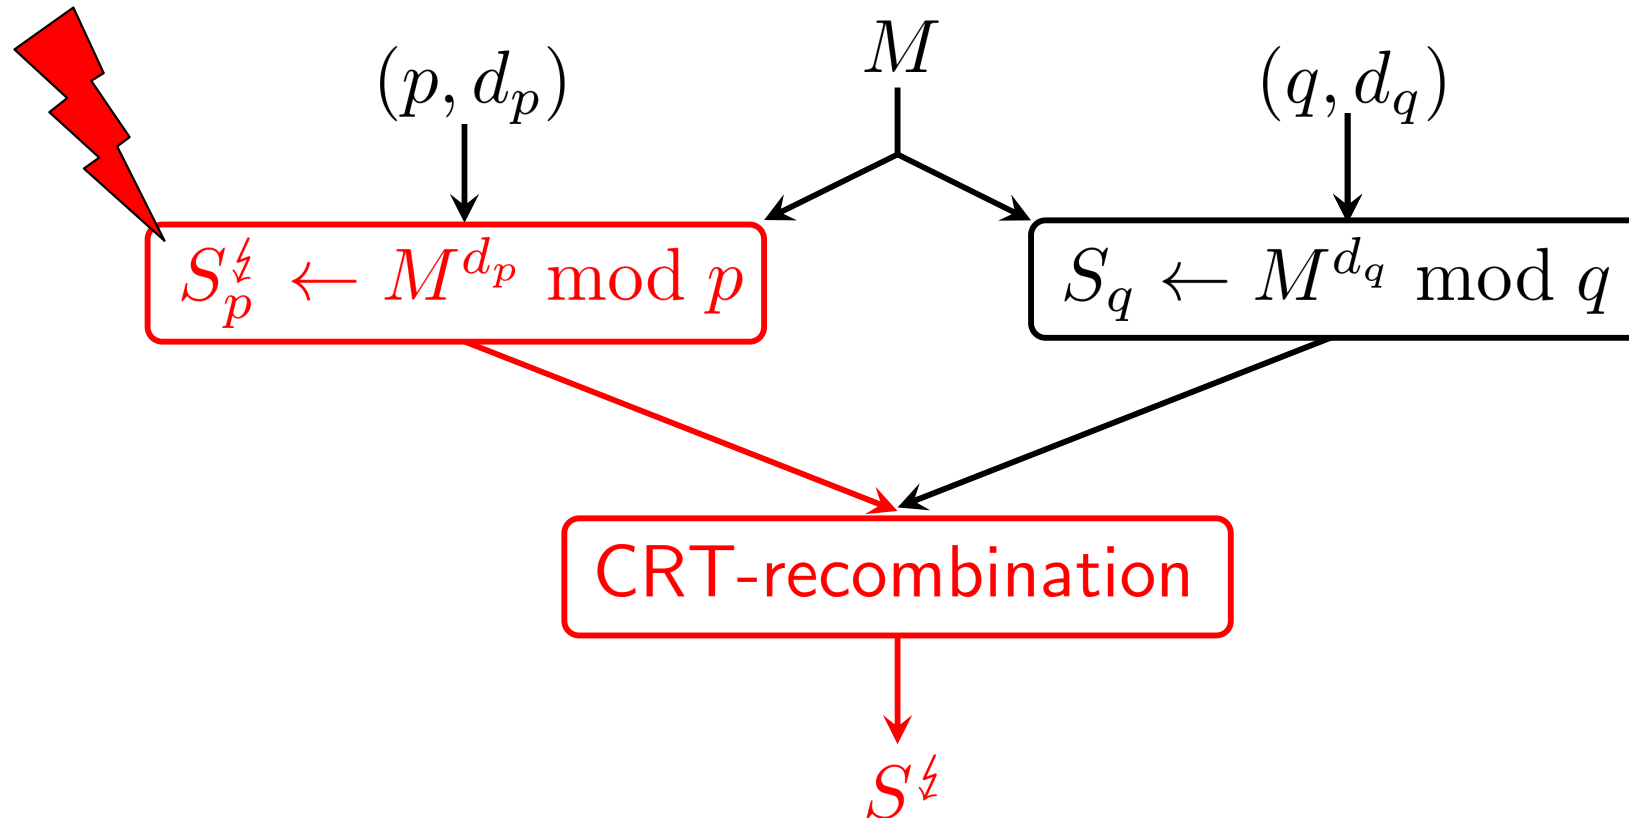 M
(p, d_p)
(q, d_q)
S_p^↯ ← M^{d_p} mod p
S_q ← M^{d_q} mod q
CRT-recombination
S^↯